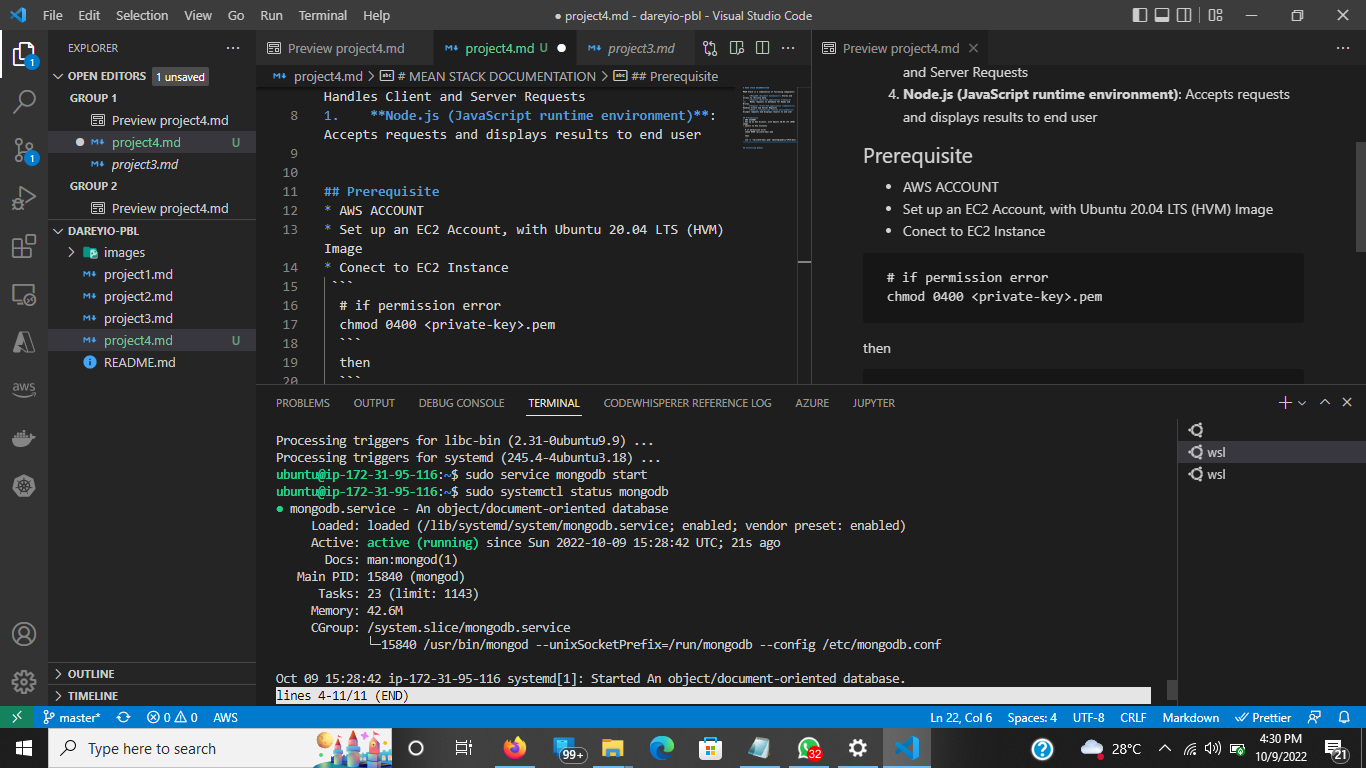 File Edit Selection View Go Run Terminal Help
● project4.md - dareyio-pbl - Visual Studio Code
EXPLORER
OPEN EDITORS 1 unsaved
GROUP 1
Preview project4.md
project4.md U
project3.md
GROUP 2
Preview project4.md
DAREYIO-PBL
images
project1.md
project2.md
project3.md
project4.md U
README.md
OUTLINE
TIMELINE
1
1
aws
Preview project4.md
project4.md U
project3.md
project4.md > # MEAN STACK DOCUMENTATION > ## Prerequisite
Handles Client and Server Requests
8 1. **Node.js (JavaScript runtime environment)**:
Accepts requests and displays results to end user
9
10
11 ## Prerequisite
12 * AWS ACCOUNT
13 * Set up an EC2 Account, with Ubuntu 20.04 LTS (HVM)
Image
14 * Conect to EC2 Instance
15 ```
16 # if permission error
17 chmod 0400 <private-key>.pem
18 ```
19 then
20 ```
Preview project4.md
and Server Requests
4. Node.js (JavaScript runtime environment): Accepts requests
and displays results to end user
Prerequisite
• AWS ACCOUNT
• Set up an EC2 Account, with Ubuntu 20.04 LTS (HVM) Image
• Conect to EC2 Instance
# if permission error
chmod 0400 <private-key>.pem
then
PROBLEMS OUTPUT DEBUG CONSOLE TERMINAL CODEWHISPERER REFERENCE LOG AZURE JUPYTER
Processing triggers for libc-bin (2.31-0ubuntu9.9) ...
Processing triggers for systemd (245.4-4ubuntu3.18) ...
ubuntu@ip-172-31-95-116:~$ sudo service mongodb start
ubuntu@ip-172-31-95-116:~$ sudo systemctl status mongodb
● mongodb.service - An object/document-oriented database
Loaded: loaded (/lib/systemd/system/mongodb.service; enabled; vendor preset: enabled)
Active: active (running) since Sun 2022-10-09 15:28:42 UTC; 21s ago
Docs: man:mongod(1)
Main PID: 15840 (mongod)
Tasks: 23 (limit: 1143)
Memory: 42.6M
CGroup: /system.slice/mongodb.service
└─15840 /usr/bin/mongod --unixSocketPrefix=/run/mongodb --config /etc/mongodb.conf
Oct 09 15:28:42 ip-172-31-95-116 systemd[1]: Started An object/document-oriented database.
lines 4-11/11 (END)
wsl
wsl
master* 0 0 AWS
Ln 22, Col 6 Spaces: 4 UTF-8 CRLF Markdown Prettier
Type here to search
99+
32
28°C
4:30 PM
10/9/2022
21